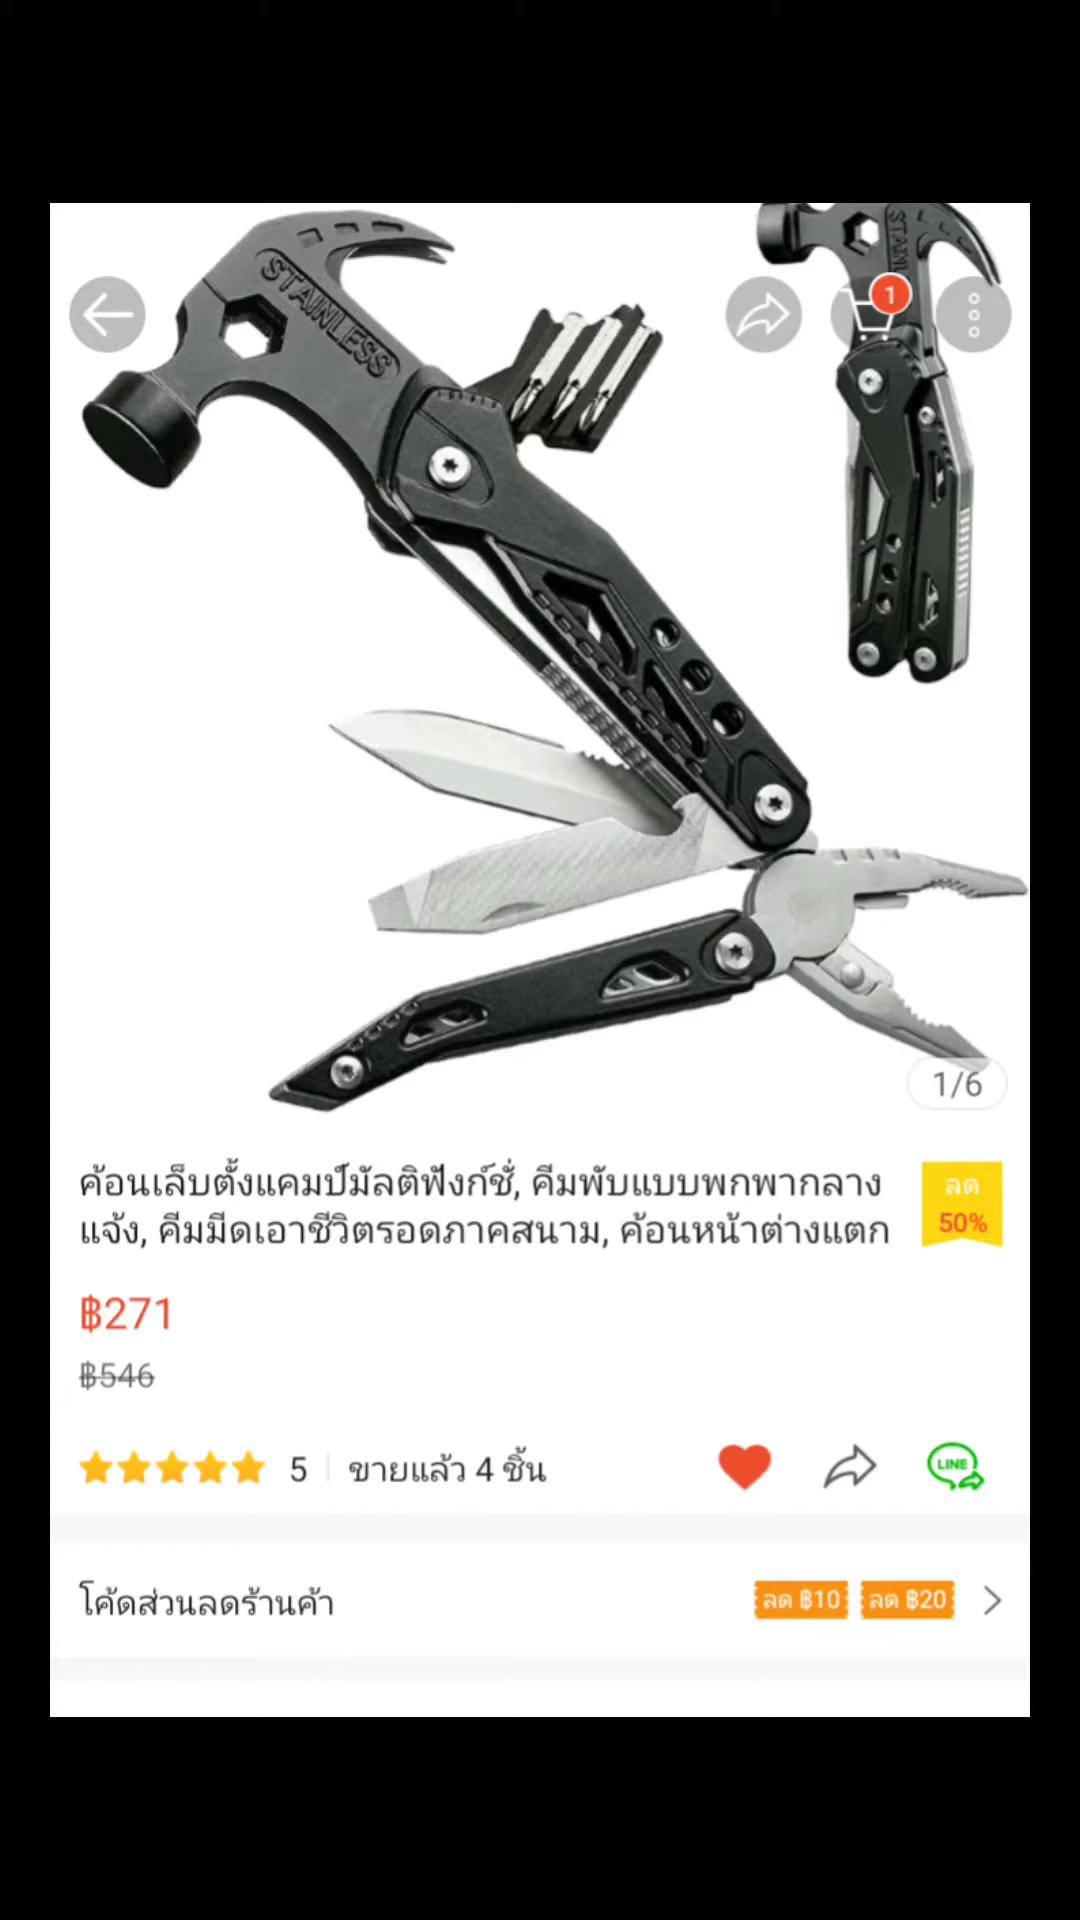 STAINLESS
STAINL
1
1/6
ค้อนเล็บตั้งแคมป์มัลติฟังก์ชั่, คีมพับแบบพกพากลาง
แจ้ง, คีมมีดเอาชีวิตรอดภาคสนาม, ค้อนหน้าต่างแตก
ลด
50%
฿271
฿546
5 ขายแล้ว 4 ชิ้น
LINE
โค้ดส่วนลดร้านค้า
ลด ฿10
ลด ฿20